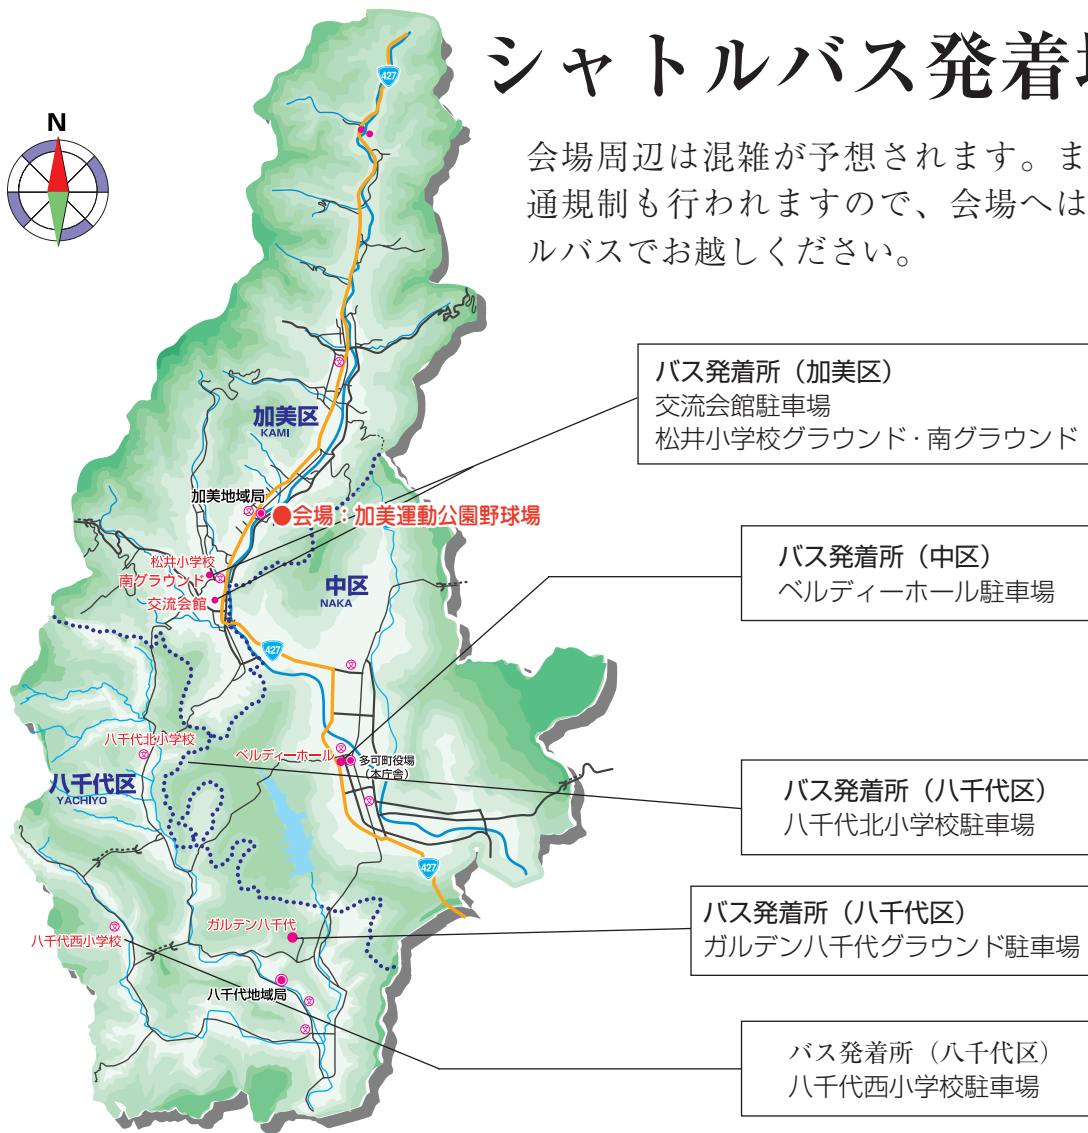 シャトルバス発着
会場周辺は混雑が予想されます。ま
通規制も行われますので、会場へは
ルバスでお越しください。
N
427
バス発着所（加美区）
交流会館駐車場
松井小学校グラウンド・南グラウンド
加美区
KAMI
加美地域局
会場：加美運動公園野球場
松井小学校
南グラウンド
交流会館
中区
NAKA
バス発着所（中区）
ベルディーホール駐車場
427
八千代北小学校
ベルディーホール
多可町役場
（本庁舎）
八千代区
YACHIYO
バス発着所（八千代区）
八千代北小学校駐車場
427
バス発着所（八千代区）
ガルデン八千代グラウンド駐車場
ガルテン八千代
八千代西小学校
八千代地域局
バス発着所（八千代区）
八千代西小学校駐車場